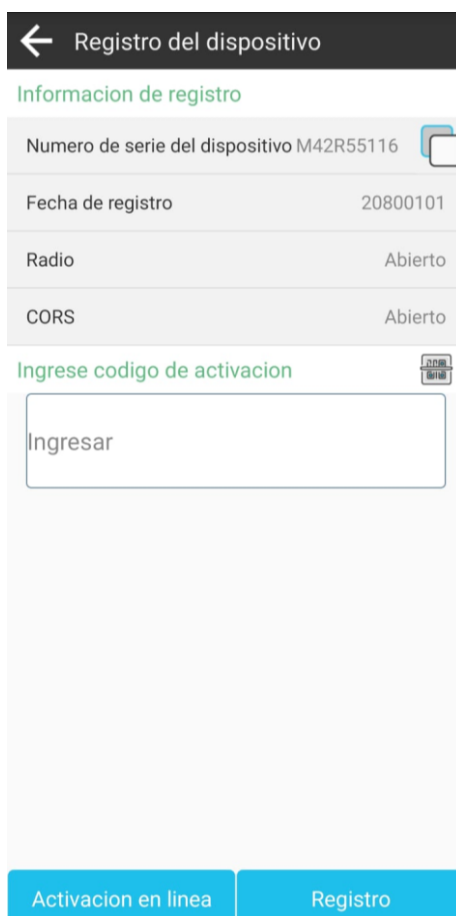 Registro del dispositivo
Informacion de registro
Numero de serie del dispositivo M42R55116
Fecha de registro 20800101
Radio Abierto
CORS Abierto
Ingrese codigo de activacion
Ingresar
Activacion en linea Registro